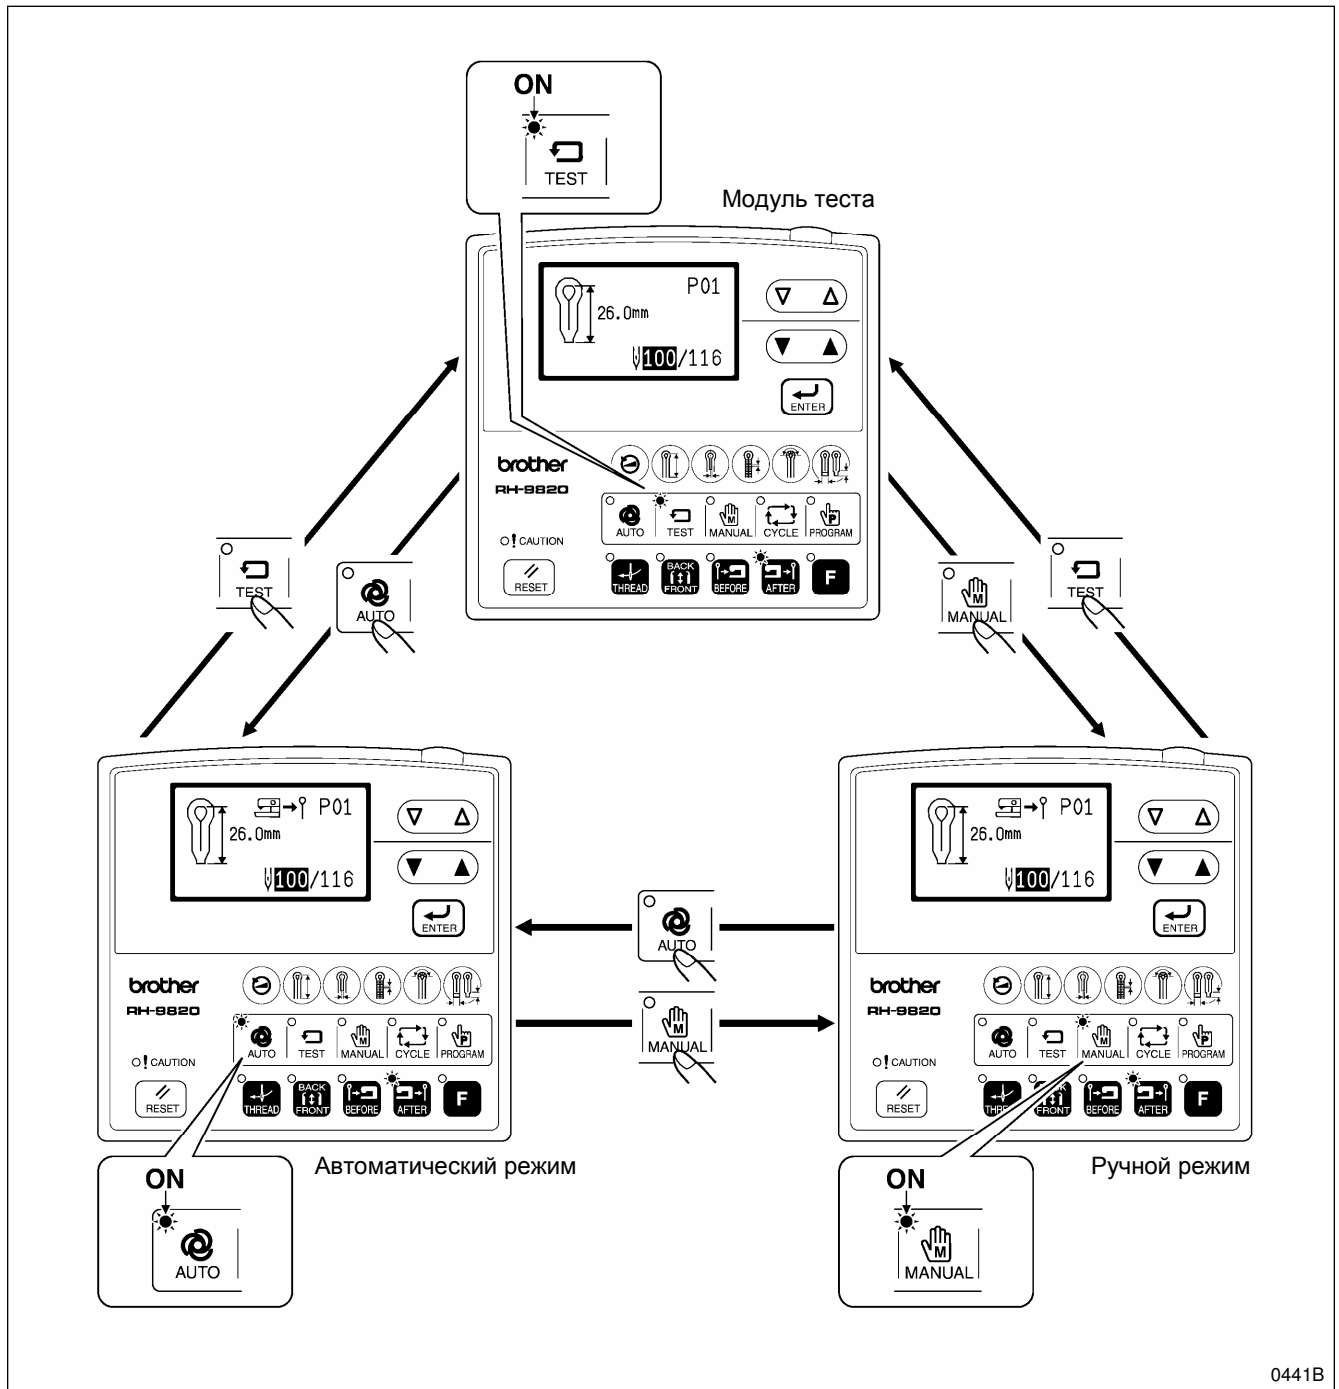 ON
TEST
Модуль теста
P01
26.0mm
100/116
ENTER
brother
RH-9820
AUTO TEST MANUAL CYCLE PROGRAM
! CAUTION
RESET
THREAD BACK FRONT BEFORE AFTER F
TEST
AUTO
MANUAL
TEST
P01
26.0mm
100/116
ENTER
brother
RH-9820
AUTO TEST MANUAL CYCLE PROGRAM
! CAUTION
RESET
THREAD BACK FRONT BEFORE AFTER F
AUTO
MANUAL
P01
26.0mm
100/116
ENTER
brother
RH-9820
AUTO TEST MANUAL CYCLE PROGRAM
! CAUTION
RESET
THREAD BACK FRONT BEFORE AFTER F
Автоматический режим
ON
AUTO
Ручной режим
ON
MANUAL
0441B